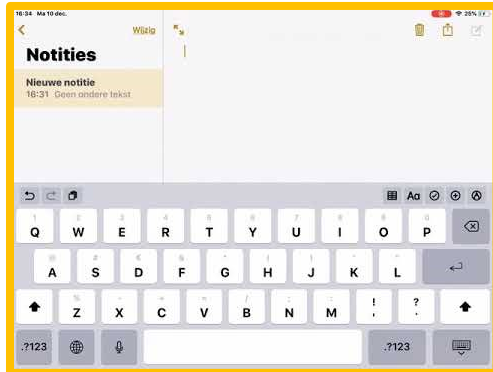 16:34 Ma 10 dec.
25%
Wijzig
Notities
Nieuwe notitie
16:31 Geen andere tekst
Aa
Q W E R T Y U I O P
A S D F G H J K L
Z X C V B N M ! , ? .
.?123 .?123